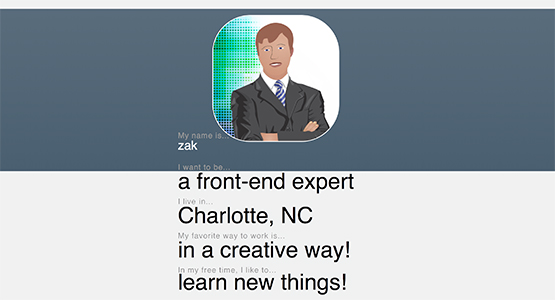 My name is...
zak
I want to be...
a front-end expert
I live in...
Charlotte, NC
My favorite way to work is...
in a creative way!
In my free time, I like to...
learn new things!